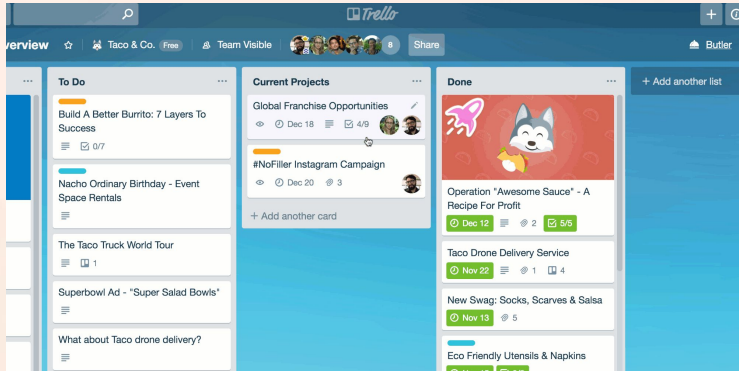 Trello
verview
Taco & Co. Free
Team Visible
8
Share
Butler
To Do
Build A Better Burrito: 7 Layers To
Success
0/7
Nacho Ordinary Birthday - Event
Space Rentals
The Taco Truck World Tour
1
Superbowl Ad - "Super Salad Bowls"
What about Taco drone delivery?
Current Projects
Global Franchise Opportunities
Dec 18 4/9
#NoFiller Instagram Campaign
Dec 20 3
+ Add another card
Done
Operation "Awesome Sauce" - A
Recipe For Profit
Dec 12 2 5/5
Taco Drone Delivery Service
Nov 22 1 4
New Swag: Socks, Scarves & Salsa
Nov 13 5
Eco Friendly Utensils & Napkins
+ Add another list